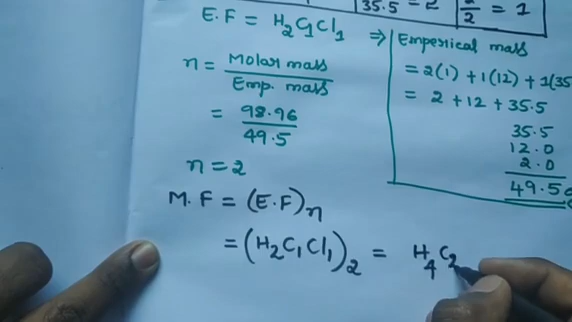 35.5 = 2
2/2 = 1
E.F = H₂C₁Cl₁ ⇒
n = Molar mass / Emp. mass
= 98.96 / 49.5
n = 2
Emperical mass
= 2(1) + 1(12) + 1(35
= 2 + 12 + 35.5
35.5
12.0
2.0
49.5
M.F = (E.F)n
= (H₂C₁Cl₁)₂ = H₄C₂